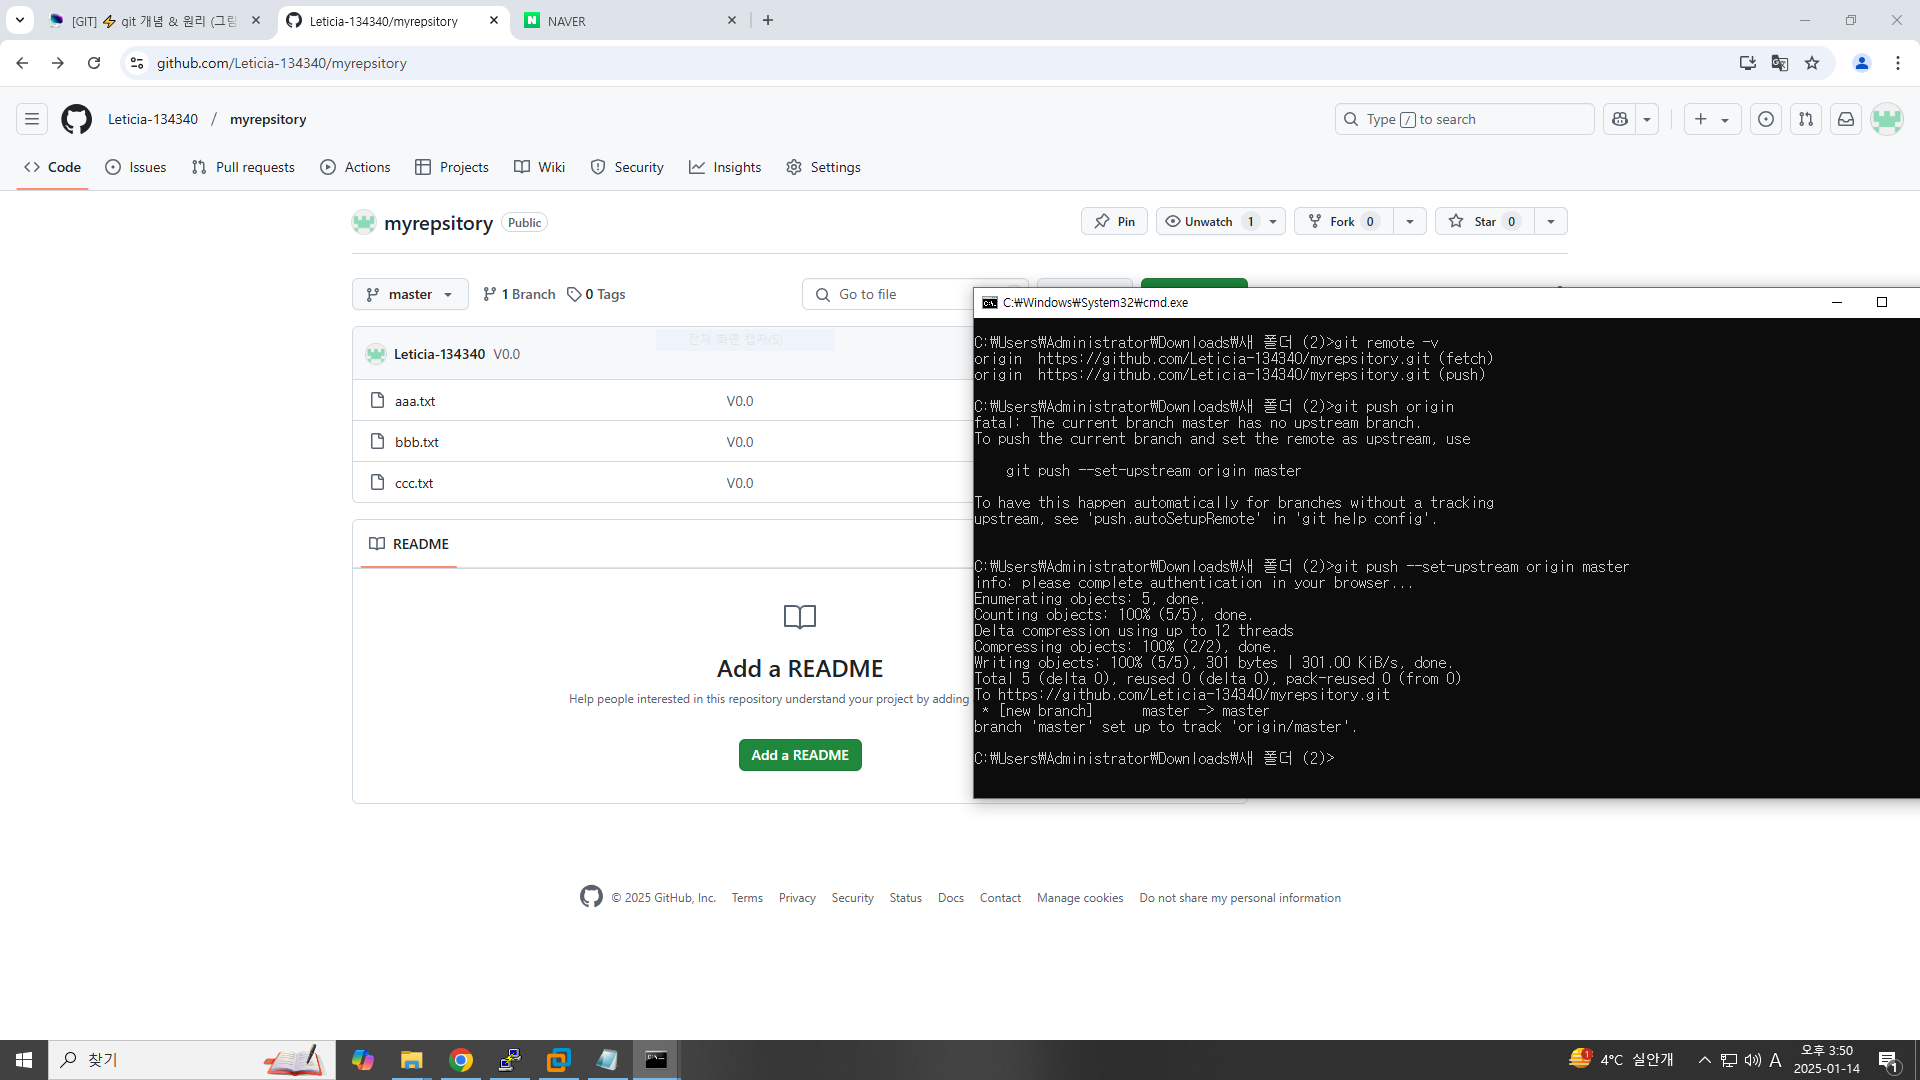 [GIT] ⚡ git 개념 & 원리 (그림
Leticia-134340/myrepsitory
NAVER
github.com/Leticia-134340/myrepsitory
Leticia-134340 / myrepsitory
Type / to search
Code
Issues
Pull requests
Actions
Projects
Wiki
Security
Insights
Settings
myrepsitory Public
Pin
Unwatch 1
Fork 0
Star 0
master
1 Branch
0 Tags
Go to file
전체 화면 캡처(S)
Leticia-134340 V0.0
aaa.txt V0.0
bbb.txt V0.0
ccc.txt V0.0
README
Add a README
Help people interested in this repository understand your project by adding
Add a README
C:₩Windows₩System32₩cmd.exe
C:₩Users₩Administrator₩Downloads₩새 폴더 (2)>git remote -v
origin https://github.com/Leticia-134340/myrepsitory.git (fetch)
origin https://github.com/Leticia-134340/myrepsitory.git (push)
C:₩Users₩Administrator₩Downloads₩새 폴더 (2)>git push origin
fatal: The current branch master has no upstream branch.
To push the current branch and set the remote as upstream, use
git push --set-upstream origin master
To have this happen automatically for branches without a tracking
upstream, see 'push.autoSetupRemote' in 'git help config'.
C:₩Users₩Administrator₩Downloads₩새 폴더 (2)>git push --set-upstream origin master
info: please complete authentication in your browser...
Enumerating objects: 5, done.
Counting objects: 100% (5/5), done.
Delta compression using up to 12 threads
Compressing objects: 100% (2/2), done.
Writing objects: 100% (5/5), 301 bytes | 301.00 KiB/s, done.
Total 5 (delta 0), reused 0 (delta 0), pack-reused 0 (from 0)
To https://github.com/Leticia-134340/myrepsitory.git
* [new branch] master -> master
branch 'master' set up to track 'origin/master'.
C:₩Users₩Administrator₩Downloads₩새 폴더 (2)>
© 2025 GitHub, Inc. Terms Privacy Security Status Docs Contact Manage cookies Do not share my personal information
찾기
1
4°C 실안개
A
오후 3:50
2025-01-14
1